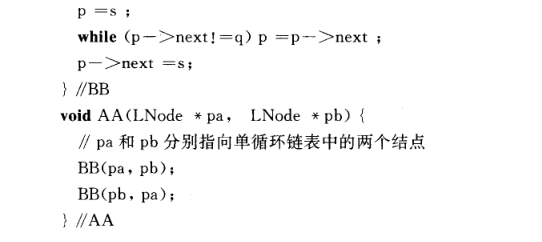 p =s ;
while (p—>next!=q) p =p—>next ;
p—>next =s;
} //BB
void AA(LNode *pa, LNode *pb) {
// pa 和 pb 分别指向单循环链表中的两个结点
BB(pa, pb);
BB(pb, pa);
} //AA